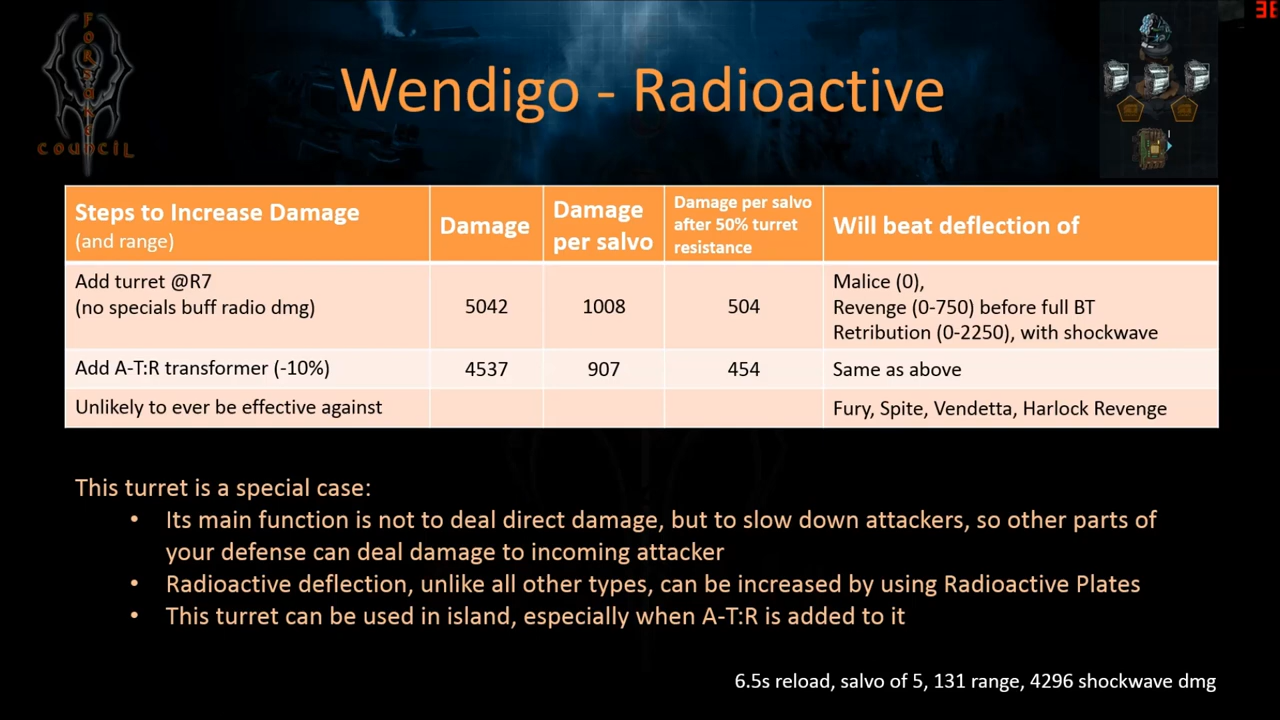 Forsaken
COUNCIL
Wendigo - Radioactive
Steps to Increase Damage
(and range)
Damage
Damage
per salvo
Damage per salvo
after 50% turret
resistance
Will beat deflection of
Add turret @R7
(no specials buff radio dmg)
5042
1008
504
Malice (0),
Revenge (0-750) before full BT
Retribution (0-2250), with shockwave
Add A-T:R transformer (-10%)
4537
907
454
Same as above
Unlikely to ever be effective against
Fury, Spite, Vendetta, Harlock Revenge
This turret is a special case:
• Its main function is not to deal direct damage, but to slow down attackers, so other parts of
your defense can deal damage to incoming attacker
• Radioactive deflection, unlike all other types, can be increased by using Radioactive Plates
• This turret can be used in island, especially when A-T:R is added to it
6.5s reload, salvo of 5, 131 range, 4296 shockwave dmg